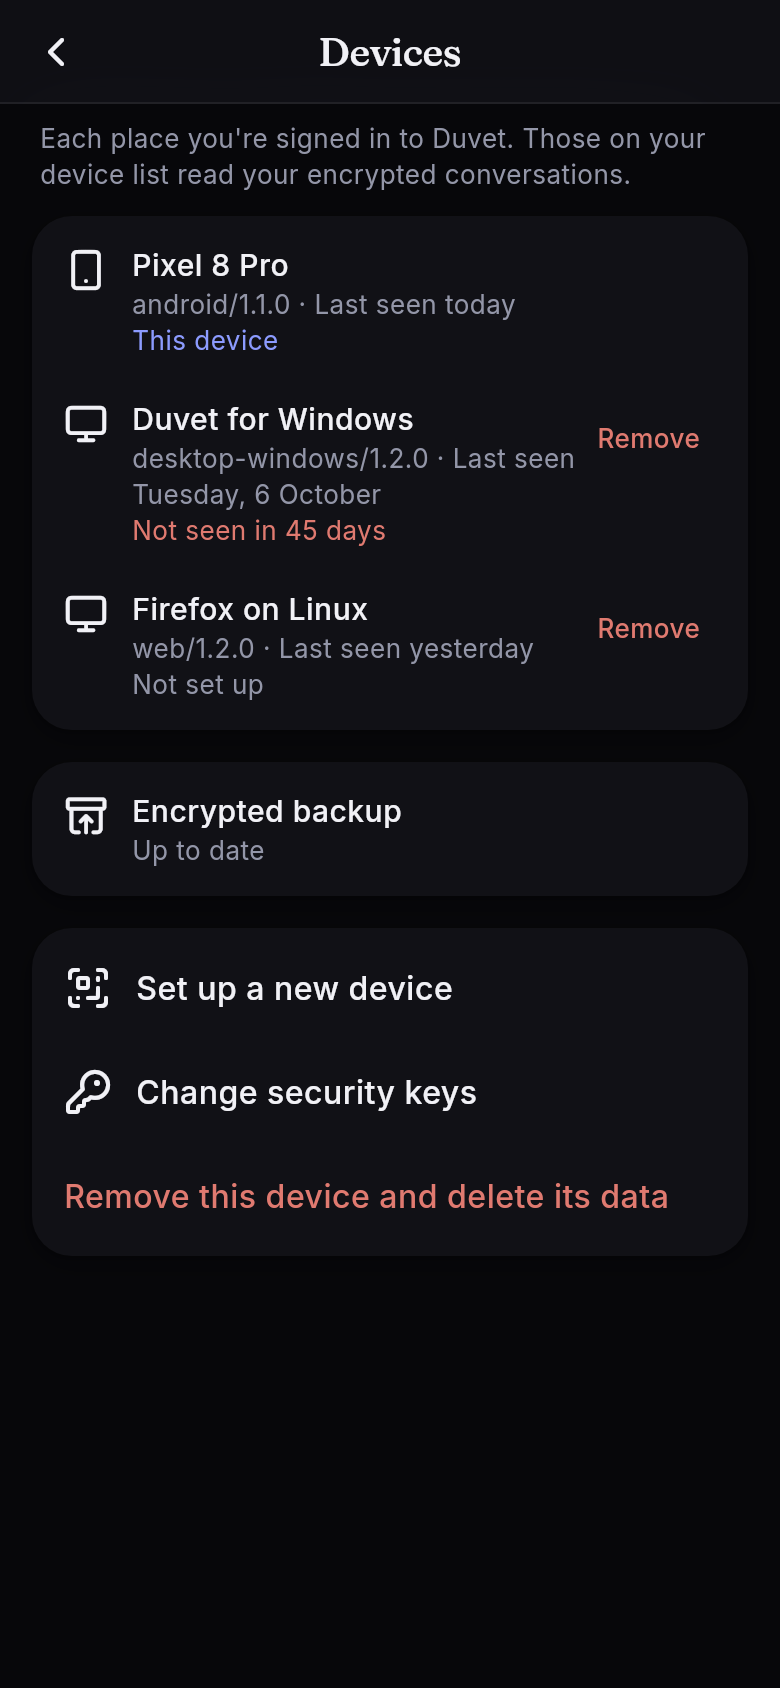 Devices
Each place you're signed in to Duvet. Those on your
device list read your encrypted conversations.
Pixel 8 Pro
android/1.1.0 · Last seen today
This device
Duvet for Windows
desktop-windows/1.2.0 · Last seen
Tuesday, 6 October
Not seen in 45 days
Remove
Firefox on Linux
web/1.2.0 · Last seen yesterday
Not set up
Remove
Encrypted backup
Up to date
Set up a new device
Change security keys
Remove this device and delete its data